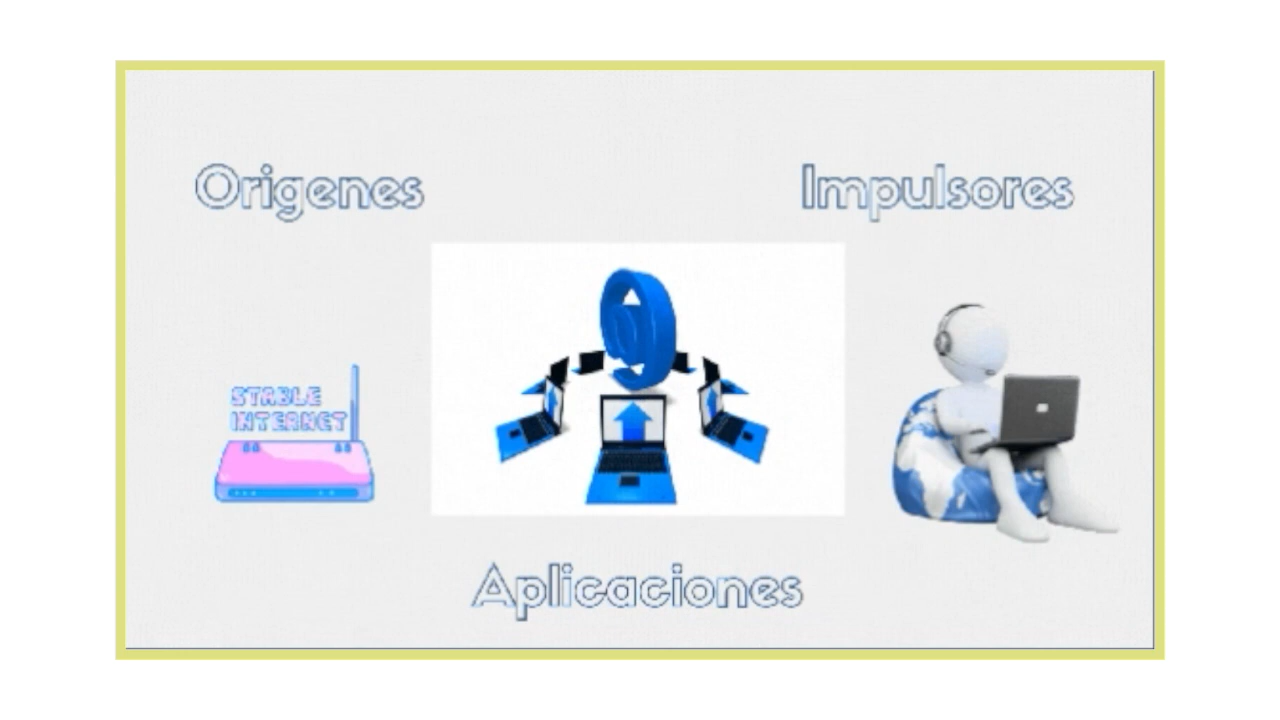 Origenes
Impulsores
STABLE
INTERNET
Aplicaciones